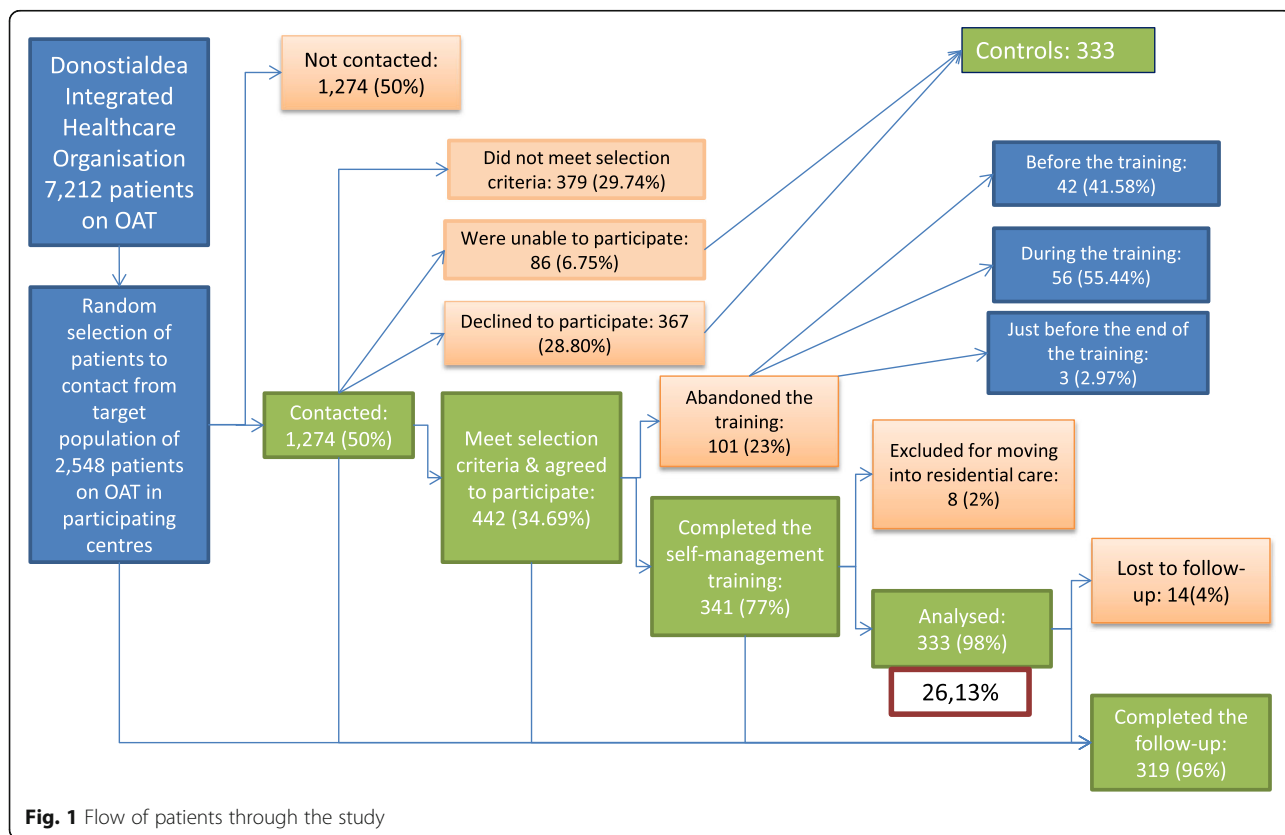 Donostialdea
Integrated
Healthcare
Organisation
7,212 patients
on OAT
Random
selection of
patients to
contact from
target
population of
2,548 patients
on OAT in
participating
centres
Not contacted:
1,274 (50%)
Contacted:
1,274 (50%)
Did not meet selection
criteria: 379 (29.74%)
Were unable to participate:
86 (6.75%)
Declined to participate: 367
(28.80%)
Meet selection
criteria & agreed
to participate:
442 (34.69%)
Controls: 333
Abandoned the
training:
101 (23%)
Before the training:
42 (41.58%)
During the training:
56 (55.44%)
Just before the end of
the training:
3 (2.97%)
Completed the
self-management
training:
341 (77%)
Excluded for moving
into residential care:
8 (2%)
Analysed:
333 (98%)
26,13%
Lost to follow-
up: 14(4%)
Completed the
follow-up:
319 (96%)
Fig. 1 Flow of patients through the study